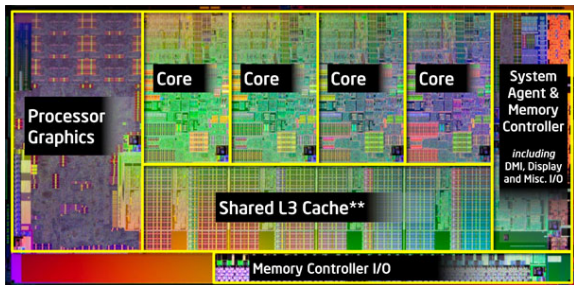 Processor
Graphics
Core
Core
Core
Core
System
Agent &
Memory
Controller
including
DMI, Display
and Misc. I/O
Shared L3 Cache**
Memory Controller I/O